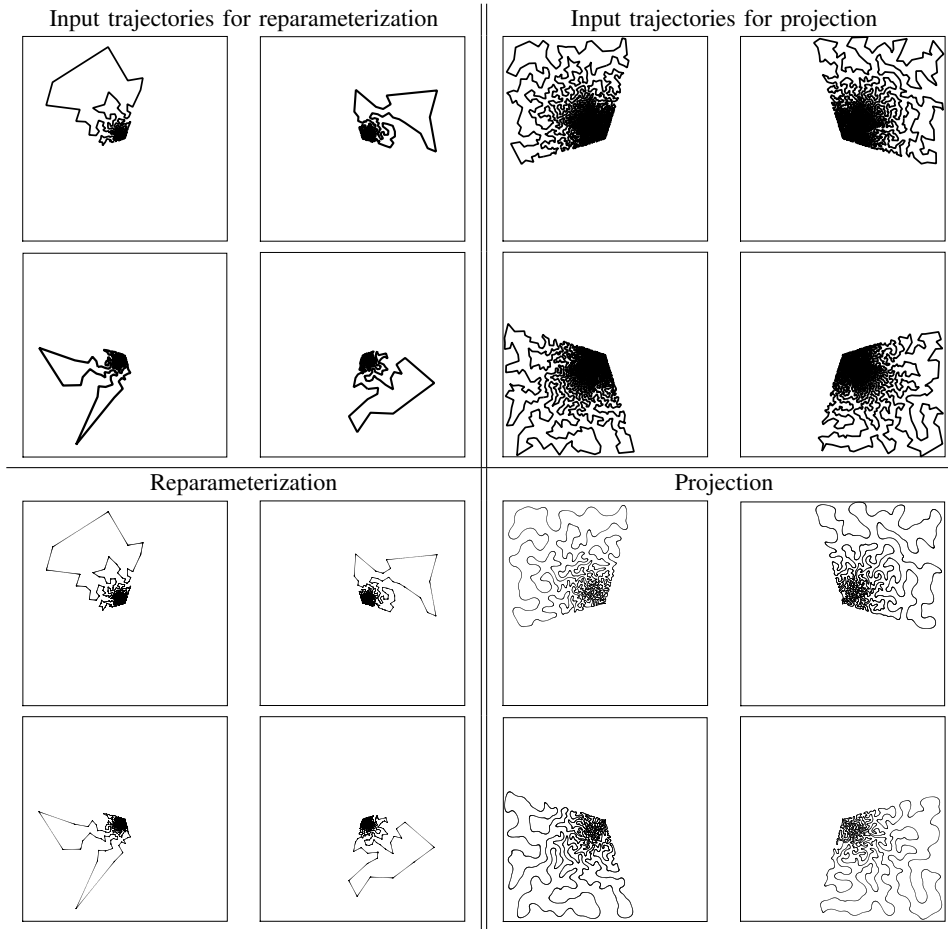 Input trajectories for reparameterization
Input trajectories for projection
Reparameterization
Projection